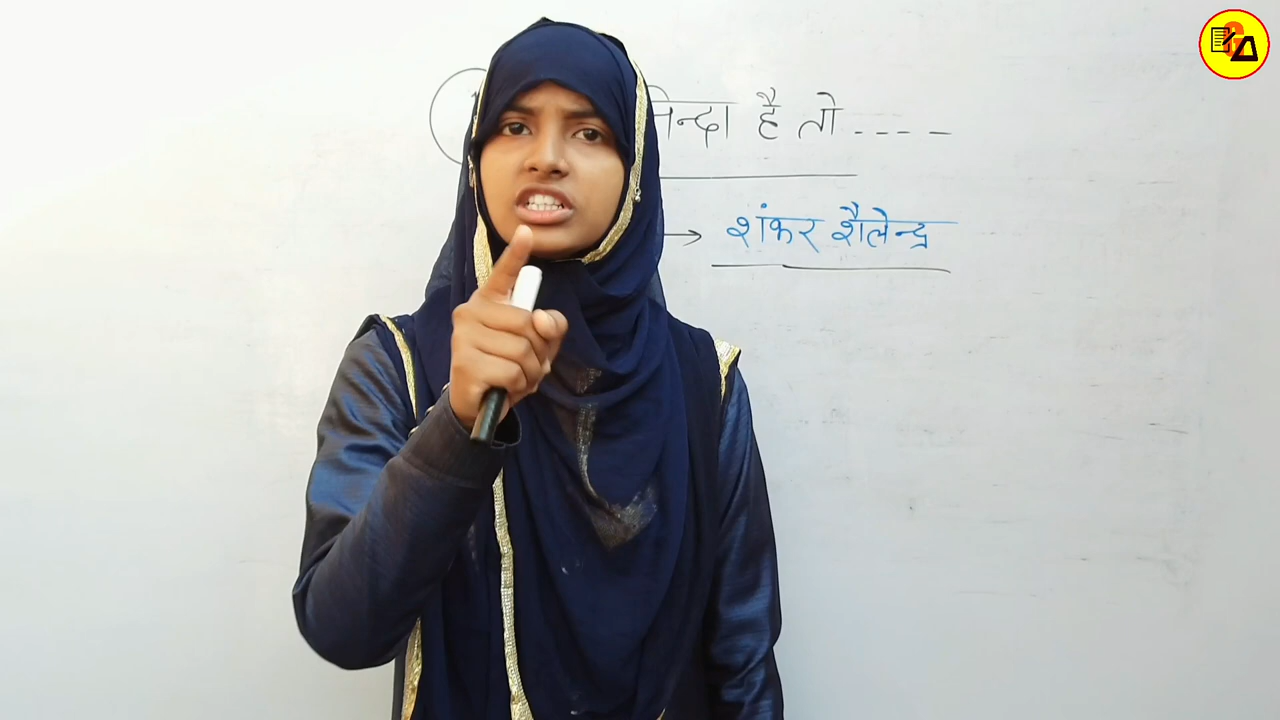 है तो - - - -
शंकर शैलेन्द्र